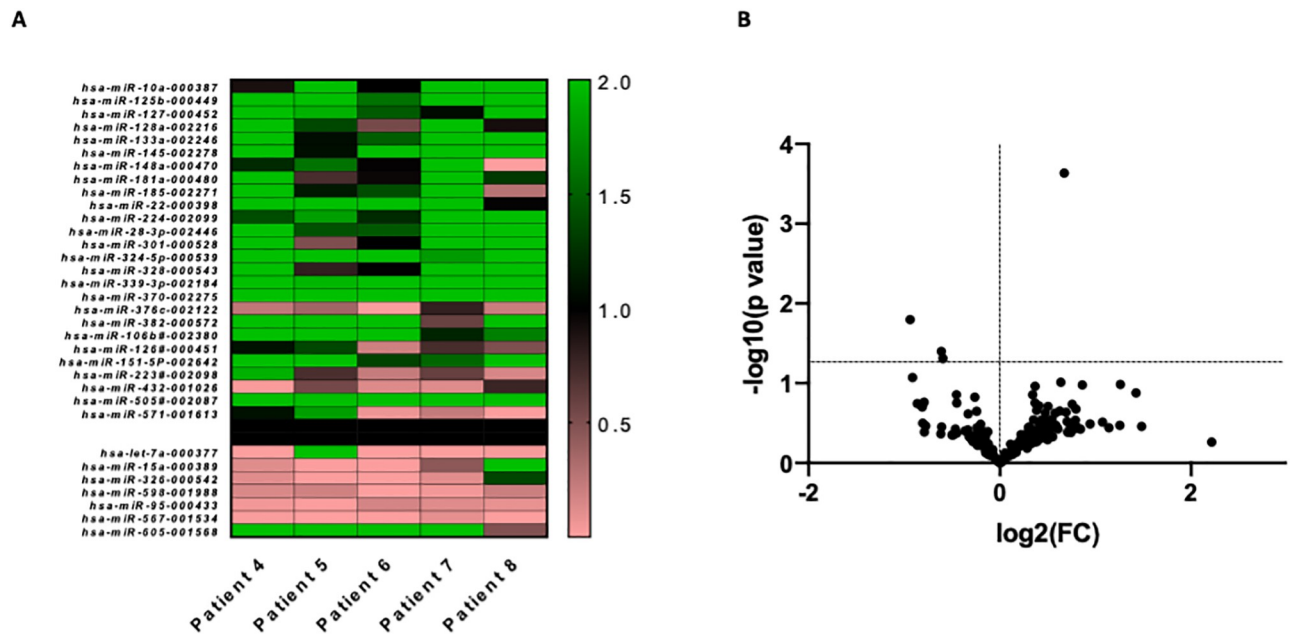 A
B
hsa-miR-10a-000387
hsa-miR-125b-000449
hsa-miR-127-000452
hsa-miR-128a-002216
hsa-miR-133a-002246
hsa-miR-145-002278
hsa-miR-148a-000470
hsa-miR-181a-000480
hsa-miR-185-002271
hsa-miR-22-000398
hsa-miR-224-002099
hsa-miR-28-3p-002446
hsa-miR-301-000528
hsa-miR-324-5p-000539
hsa-miR-328-000543
hsa-miR-339-3p-002184
hsa-miR-370-002275
hsa-miR-376c-002122
hsa-miR-382-000572
hsa-miR-106b#-002380
hsa-miR-126#-000451
hsa-miR-151-5P-002642
hsa-miR-223#-002098
hsa-miR-432-001026
hsa-miR-505#-002087
hsa-miR-571-001613
hsa-let-7a-000377
hsa-miR-15a-000389
hsa-miR-326-000542
hsa-miR-598-001988
hsa-miR-95-000433
hsa-miR-567-001534
hsa-miR-605-001568
Patient 4
Patient 5
Patient 6
Patient 7
Patient 8
2.0
1.5
1.0
0.5
-log10(p value)
4
3
2
1
0
-2
0
2
log2(FC)